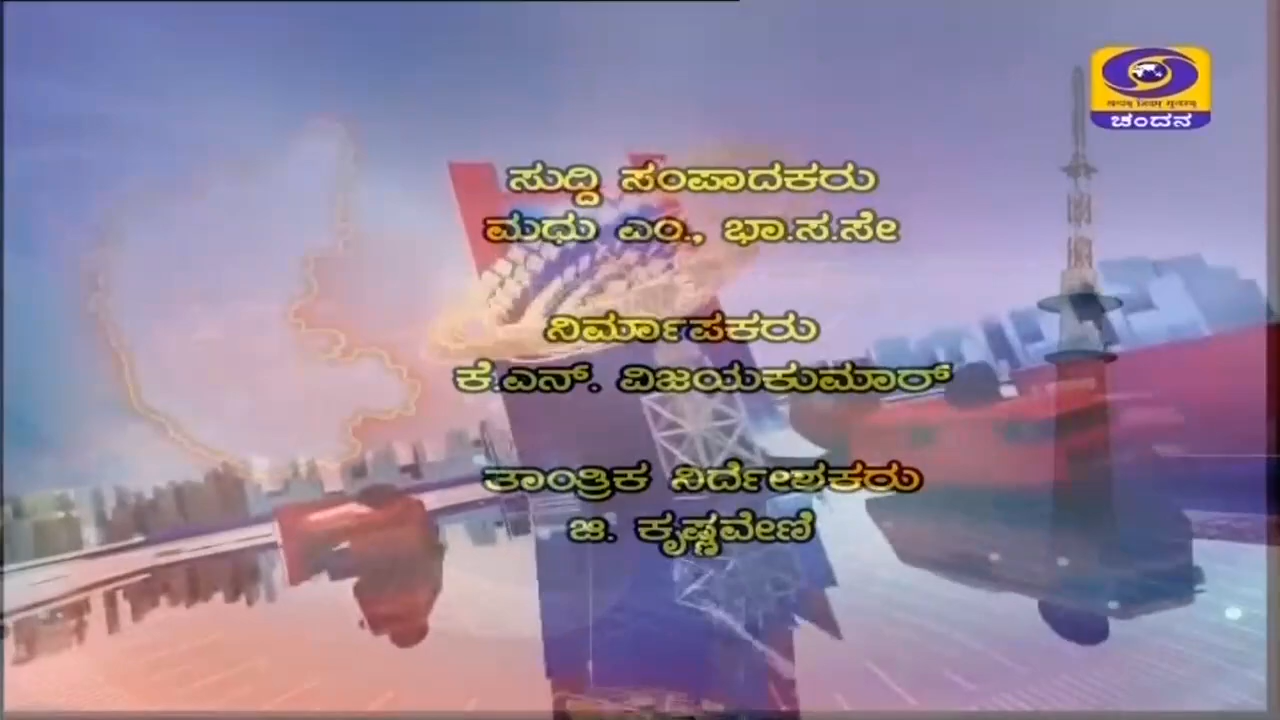 ಚಂದನ
ಸುದ್ದಿ ಸಂಪಾದಕರು
ಮಧು ಎಂ., ಭಾ.ಸ.ಸೇ
ನಿರ್ಮಾಪಕರು
ಕೆ.ಎನ್. ವಿಜಯಕುಮಾರ್
ತಾಂತ್ರಿಕ ನಿರ್ದೇಶಕರು
ಜಿ. ಕೃಷ್ಣವೇಣಿ